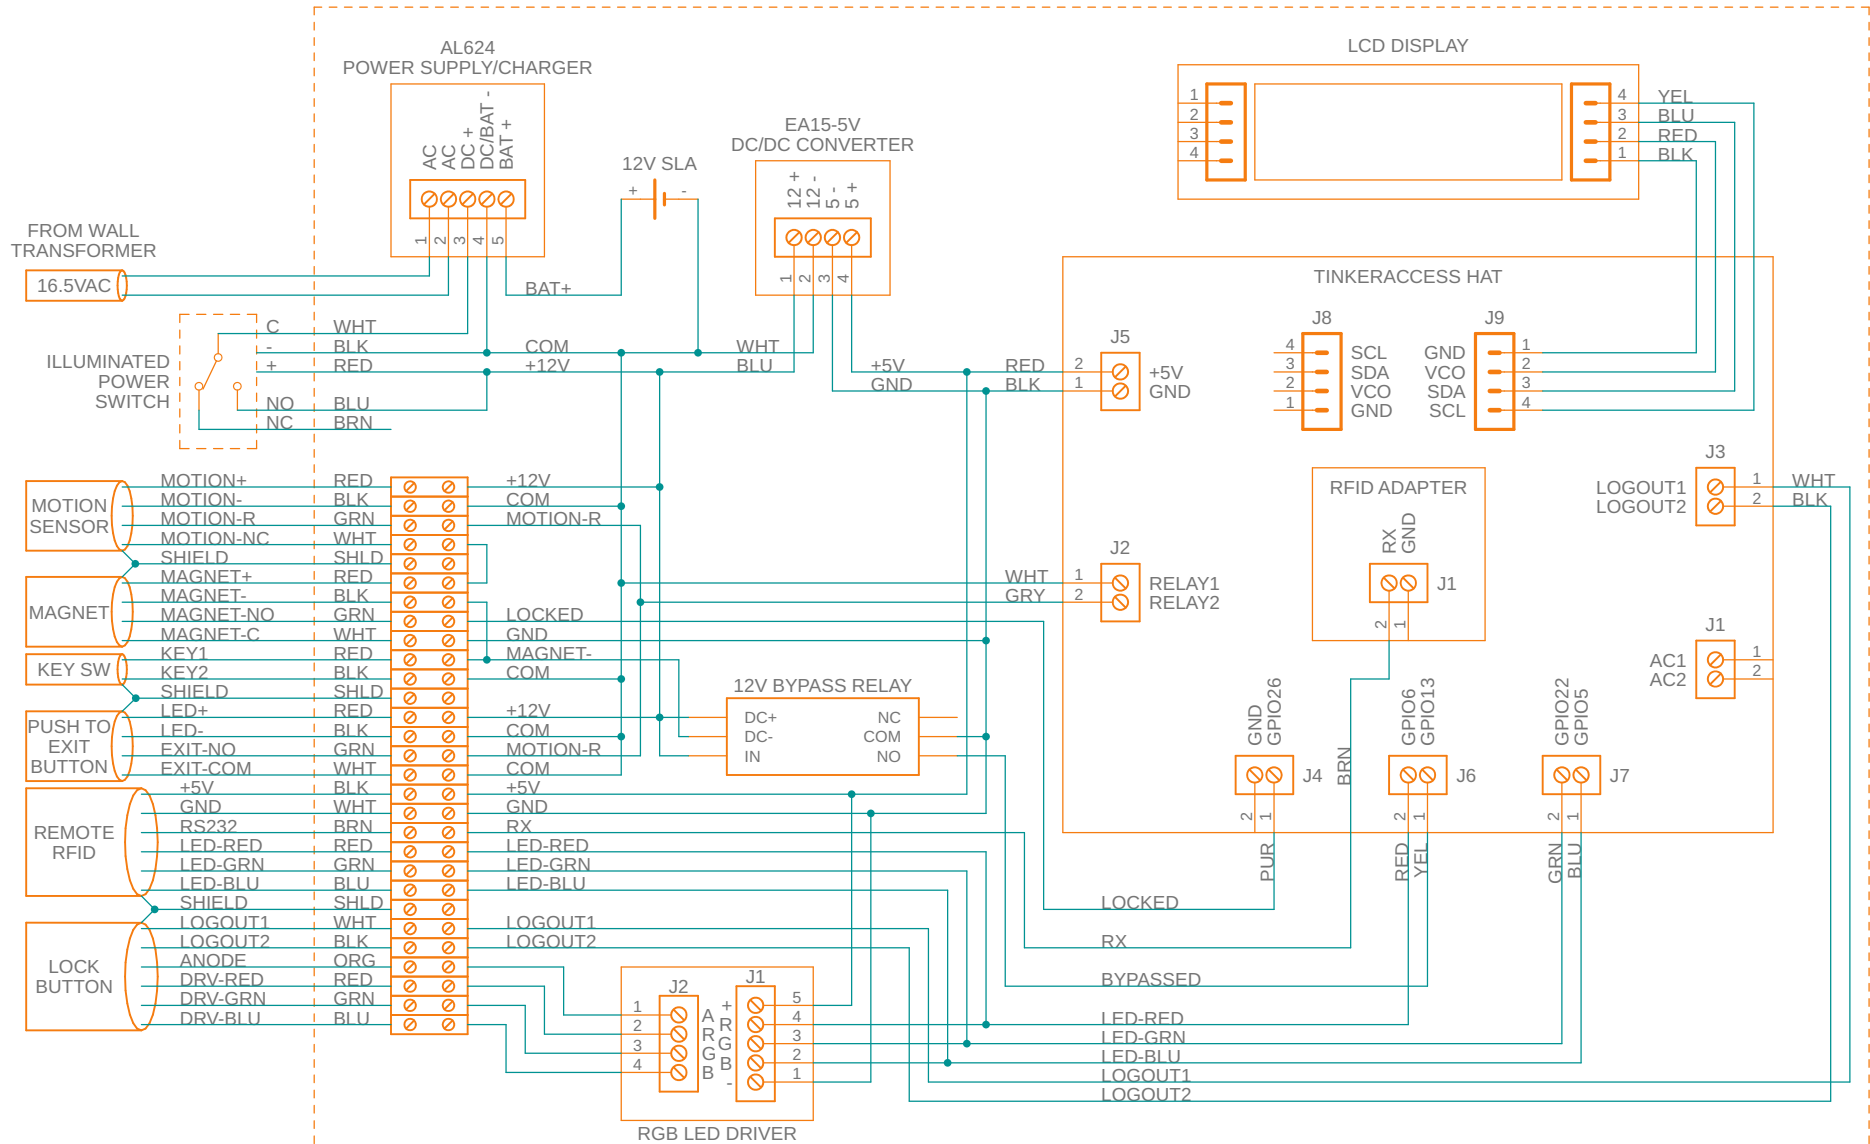 AL624
POWER SUPPLY/CHARGER
AC
AC
DC +
DC/BAT -
BAT +
1
2
3
4
5
12V SLA
+
-
EA15-5V
DC/DC CONVERTER
12 +
12 -
5 -
5 +
1
2
3
4
LCD DISPLAY
1
2
3
4
4 YEL
3 BLU
2 RED
1 BLK
FROM WALL
TRANSFORMER
16.5VAC
BAT+
ILLUMINATED
POWER
SWITCH
C WHT
- BLK COM WHT
+ RED +12V BLU
NO BLU
NC BRN
+5V RED
GND BLK
TINKERACCESS HAT
J5
2 +5V
1 GND
J8
4 SCL
3 SDA
2 VCO
1 GND
J9
GND 1
VCO 2
SDA 3
SCL 4
J3
LOGOUT1 1 WHT
LOGOUT2 2 BLK
RFID ADAPTER
RX
GND
J1
2
1
J2
WHT 1 RELAY1
GRY 2 RELAY2
J1
AC1 1
AC2 2
MOTION
SENSOR
MOTION+ RED +12V
MOTION- BLK COM
MOTION-R GRN MOTION-R
MOTION-NC WHT
SHIELD SHLD
MAGNET
MAGNET+ RED
MAGNET- BLK
MAGNET-NO GRN LOCKED
MAGNET-C WHT GND
KEY SW
KEY1 RED MAGNET-
KEY2 BLK COM
SHIELD SHLD
PUSH TO
EXIT
BUTTON
LED+ RED +12V
LED- BLK COM
EXIT-NO GRN MOTION-R
EXIT-COM WHT COM
12V BYPASS RELAY
DC+ NC
DC- COM
IN NO
REMOTE
RFID
+5V BLK +5V
GND WHT GND
RS232 BRN RX
LED-RED RED LED-RED
LED-GRN GRN LED-GRN
LED-BLU BLU LED-BLU
SHIELD SHLD
LOCK
BUTTON
LOGOUT1 WHT LOGOUT1
LOGOUT2 BLK LOGOUT2
ANODE ORG
DRV-RED RED
DRV-GRN GRN
DRV-BLU BLU
GND
GPIO26
J4
2
1
PUR
BRN
GPIO6
GPIO13
J6
2
1
RED
YEL
GPIO22
GPIO5
J7
2
1
GRN
BLU
LOCKED
RX
BYPASSED
LED-RED
LED-GRN
LED-BLU
LOGOUT1
LOGOUT2
J2
1 A
2 R
3 G
4 B
J1
+ 5
R 4
G 3
B 2
- 1
RGB LED DRIVER